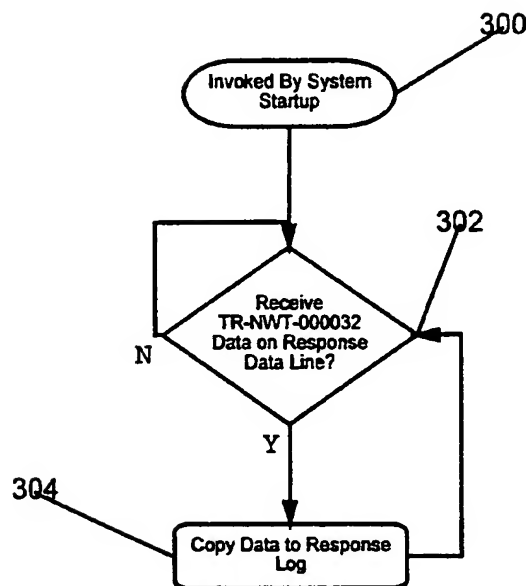 300
Invoked By System
Startup
302
Receive
TR-NWT-000032
Data on Response
Data Line?
N
Y
304
Copy Data to Response
Log